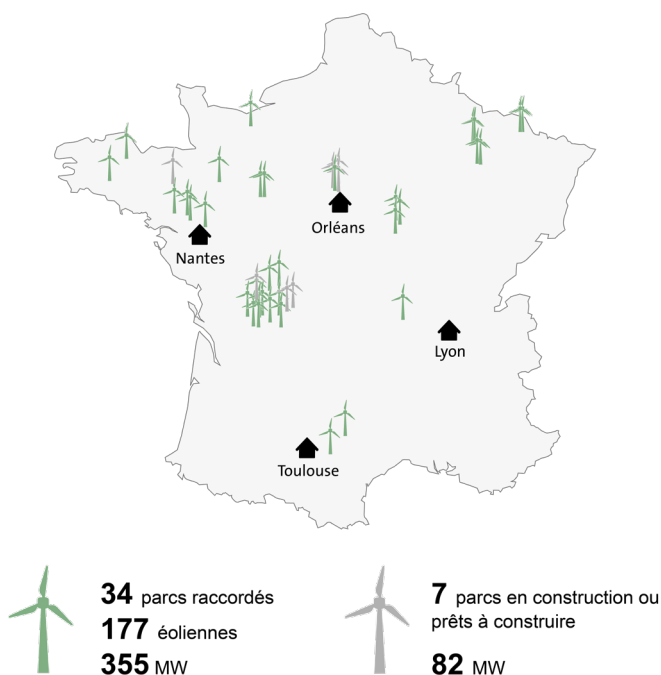 Orléans
Nantes
Lyon
Toulouse
34 parcs raccordés
177 éoliennes
355 MW
7 parcs en construction ou
prêts à construire
82 MW